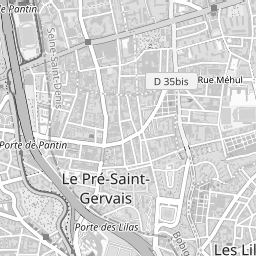 de Pantin
Seine-Saint-Denis
D 35bis
Rue Méhul
Porte de Pantin
Le Pré-Saint-
Gervais
Porte des Lilas
Bobig
Les Lil